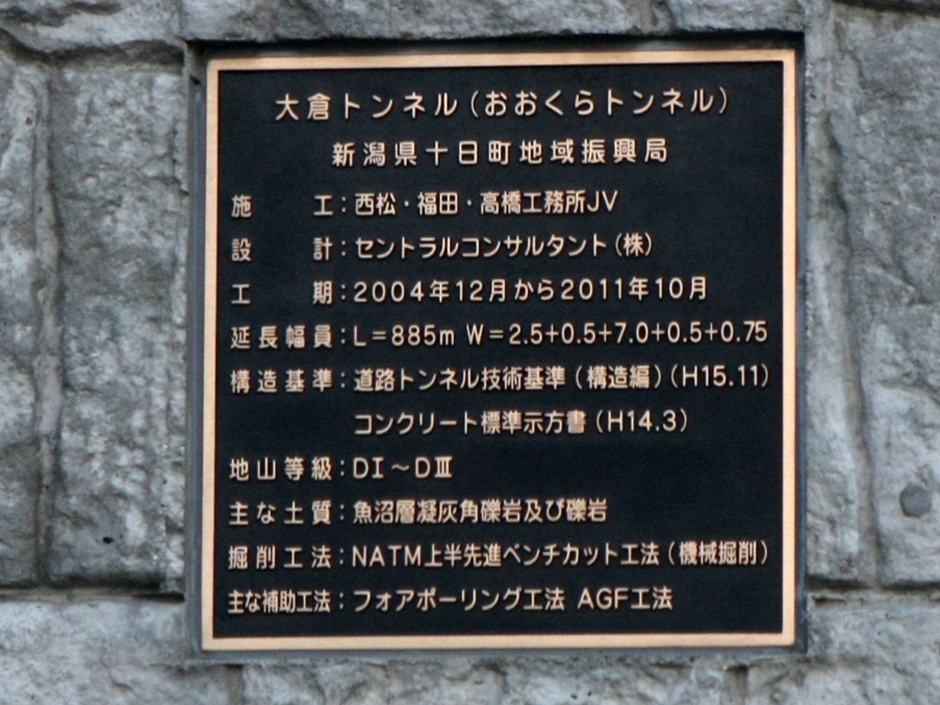 大倉トンネル(おおくらトンネル)
新潟県十日町地域振興局
施　　　工：西松・福田・高橋工務所JV
設　　　計：セントラルコンサルタント(株)
工　　　期：2004年12月から2011年10月
延長幅員：L＝885m W＝2.5+0.5+7.0+0.5+0.75
構造基準：道路トンネル技術基準(構造編)(H15.11)
コンクリート標準示方書(H14.3)
地山等級：DⅠ～DⅢ
主な土質：魚沼層凝灰角礫岩及び礫岩
掘削工法：NATM上半先進ベンチカット工法(機械掘削)
主な補助工法：フォアポーリング工法 AGF工法